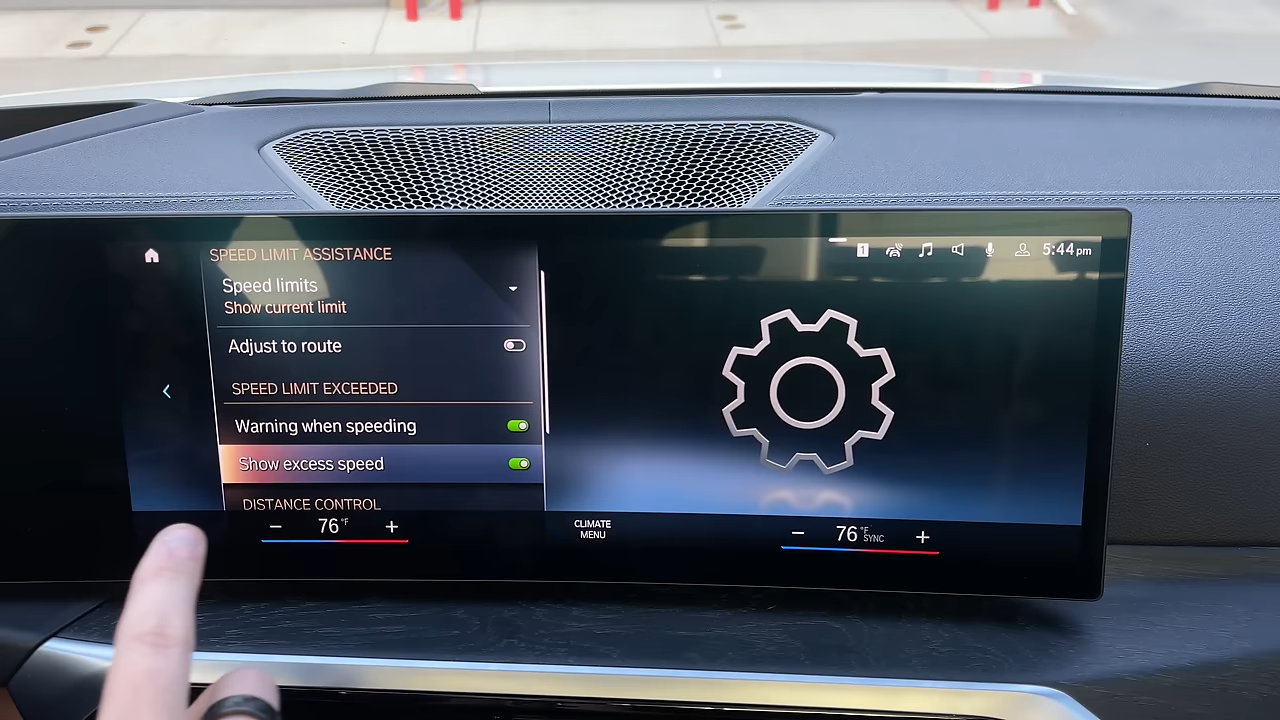 SPEED LIMIT ASSISTANCE
1
5:44 pm
Speed limits
Show current limit
Adjust to route
SPEED LIMIT EXCEEDED
Warning when speeding
Show excess speed
DISTANCE CONTROL
− 76°F +
CLIMATE
MENU
− 76°F SYNC +